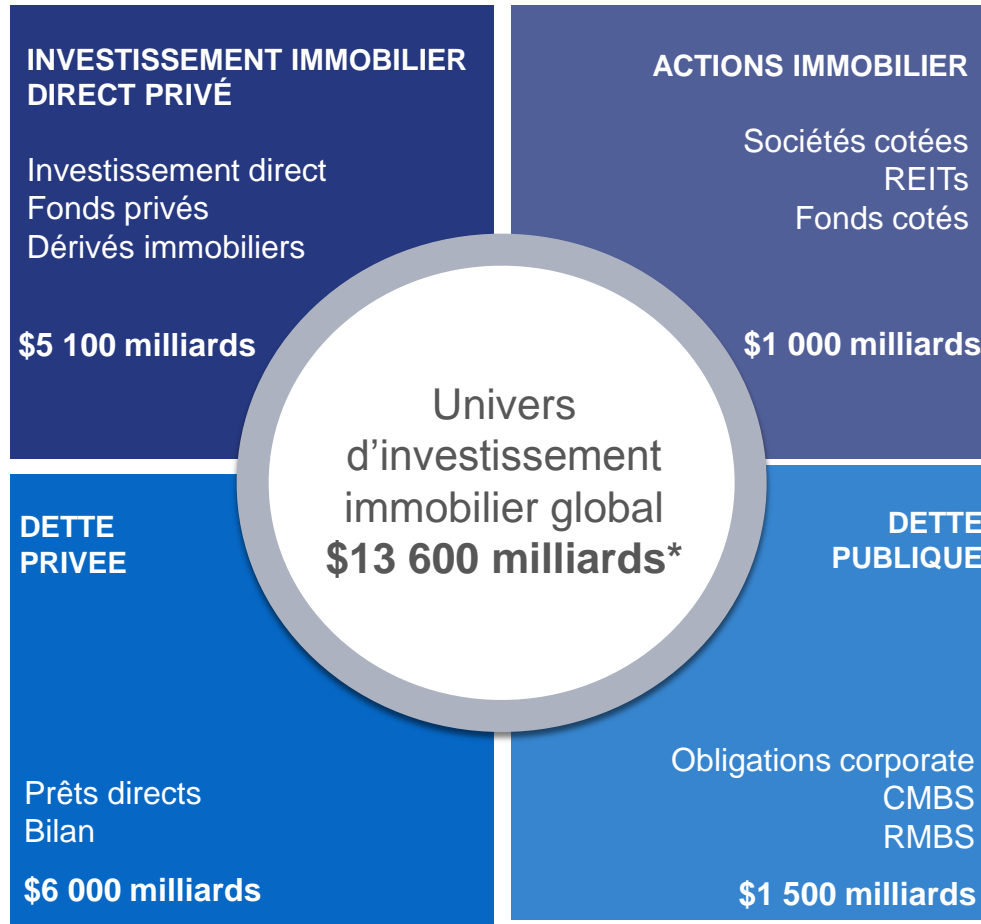 INVESTISSEMENT IMMOBILIER
DIRECT PRIVÉ
Investissement direct
Fonds privés
Dérivés immobiliers
$5 100 milliards
ACTIONS IMMOBILIER
Sociétés cotées
REITs
Fonds cotés
$1 000 milliards
Univers
d’investissement
immobilier global
$13 600 milliards*
DETTE
PRIVEE
Prêts directs
Bilan
$6 000 milliards
DETTE
PUBLIQUE
Obligations corporate
CMBS
RMBS
$1 500 milliards